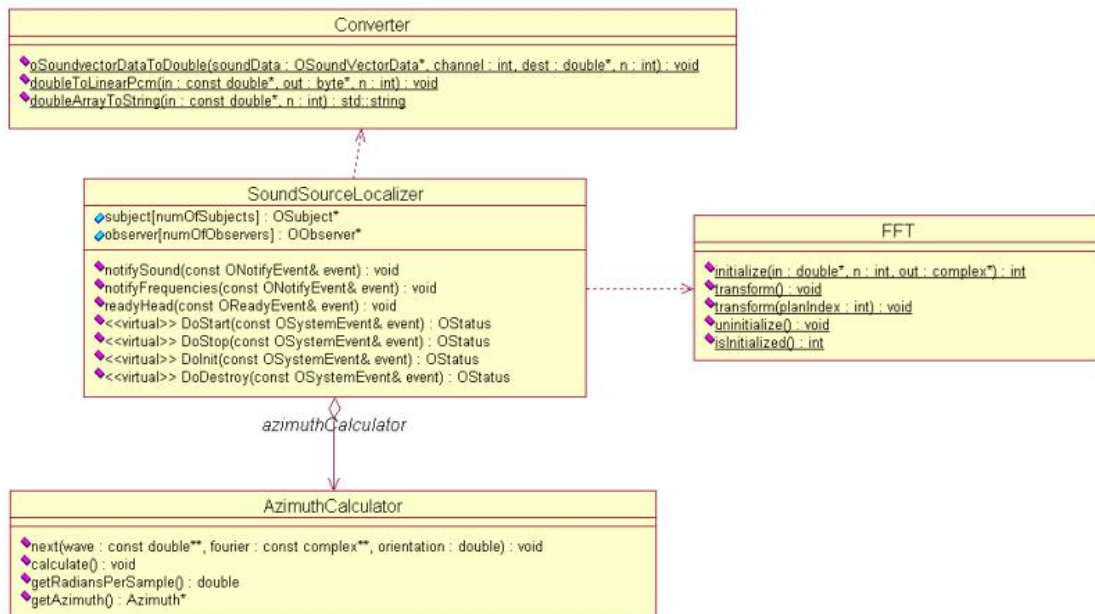 Converter
oSoundvectorDataToDouble(soundData : OSoundVectorData*, channel : int, dest : double*, n : int) : void
doubleToLinearPcm(in : const double*, out : byte*, n : int) : void
doubleArrayToString(in : const double*, n : int) : std::string
SoundSourceLocalizer
subject[numOfSubjects] : OSubject*
observer[numOfObservers] : OObserver*
notifySound(const ONotifyEvent& event) : void
notifyFrequencies(const ONotifyEvent& event) : void
readyHead(const OReadyEvent& event) : void
<<virtual>> DoStart(const OSystemEvent& event) : OStatus
<<virtual>> DoStop(const OSystemEvent& event) : OStatus
<<virtual>> DoInit(const OSystemEvent& event) : OStatus
<<virtual>> DoDestroy(const OSystemEvent& event) : OStatus
FFT
initialize(in : double*, n : int, out : complex*) : int
transform() : void
transform(planIndex : int) : void
uninitialize() : void
isInitialized() : int
azimuthCalculator
AzimuthCalculator
next(wave : const double**, fourier : const complex**, orientation : double) : void
calculate() : void
getRadiansPerSample() : double
getAzimuth() : Azimuth*